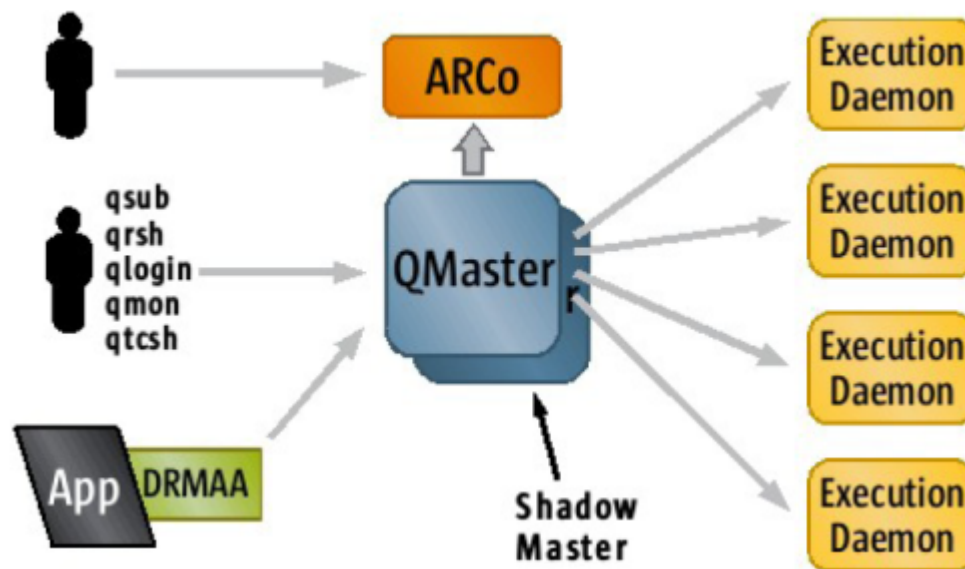 ARCo
Execution
Daemon
qsub
qrsh
qlogin
qmon
qtcsh
QMaster
r
Execution
Daemon
Execution
Daemon
App
DRMAA
Shadow
Master
Execution
Daemon